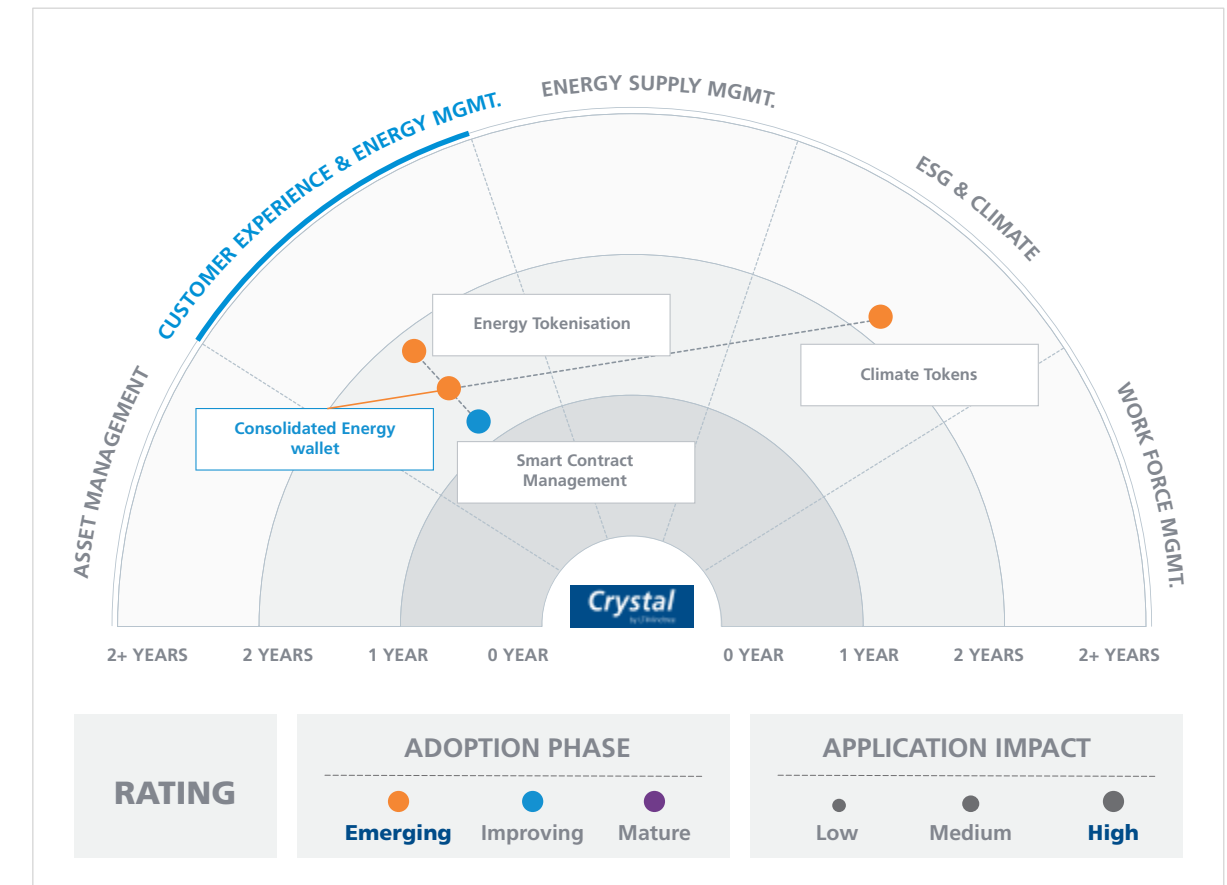 ENERGY SUPPLY MGMT.
CUSTOMER EXPERIENCE & ENERGY MGMT.
ESG & CLIMATE
ASSET MANAGEMENT
WORK FORCE MGMT.
Energy Tokenisation
Climate Tokens
Consolidated Energy
wallet
Smart Contract
Management
Crystal
2+ YEARS 2 YEARS 1 YEAR 0 YEAR 0 YEAR 1 YEAR 2 YEARS 2+ YEARS
RATING
ADOPTION PHASE
Emerging Improving Mature
APPLICATION IMPACT
Low Medium High